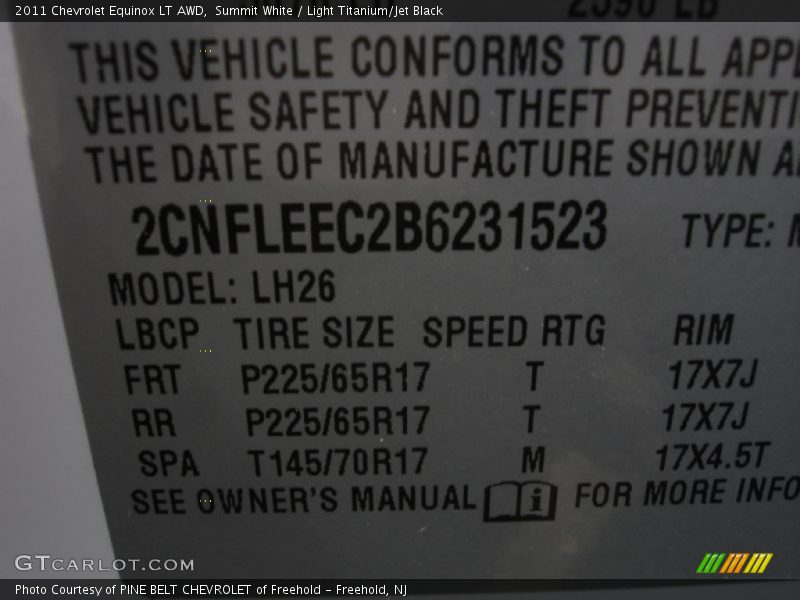 2011 Chevrolet Equinox LT AWD, Summit White / Light Titanium/Jet Black
THIS VEHICLE CONFORMS TO ALL
VEHICLE SAFETY AND THEFT
THE DATE OF MANUFACTURE SHOWN
2CNFLEEC2B6231523 TYPE:
MODEL: LH26
LBCP TIRE SIZE SPEED RTG RIM
FRT P225/65R17 T 17X7J
RR P225/65R17 T 17X7J
SPA T145/70R17 M 17X4.5T
SEE OWNER'S MANUAL i FOR MORE INFO
GTCARLOT.COM
Photo Courtesy of PINE BELT CHEVROLET of Freehold - Freehold, NJ